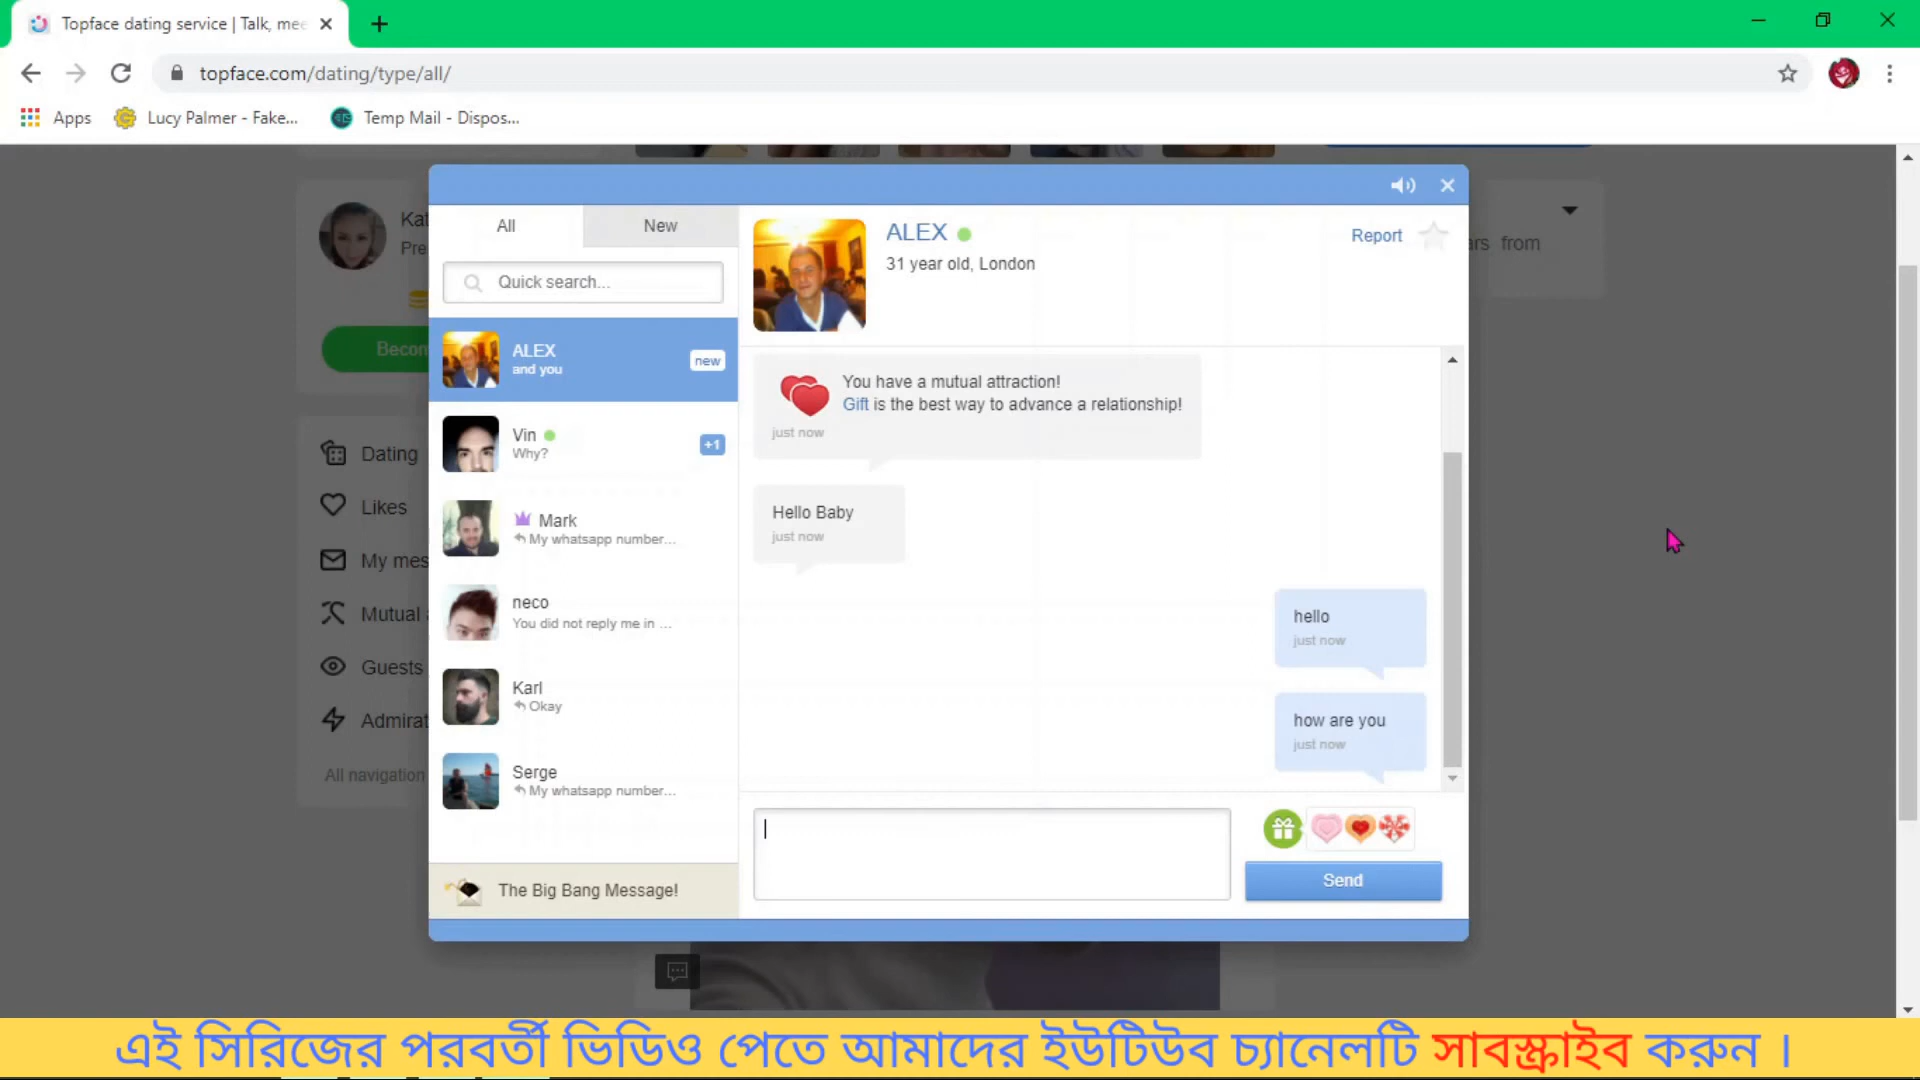 Topface dating service | Talk, mee
topface.com/dating/type/all/
Apps
Lucy Palmer - Fake...
Temp Mail - Dispos...
Kat
Pre
Becom
Dating
Likes
My mes
Mutual
Guests
Admirat
All navigation
All
New
Quick search...
ALEX
and you
new
Vin
Why?
+1
Mark
My whatsapp number...
neco
You did not reply me in ...
Karl
Okay
Serge
My whatsapp number...
The Big Bang Message!
ALEX
31 year old, London
Report
ars from
You have a mutual attraction!
Gift is the best way to advance a relationship!
just now
Hello Baby
just now
hello
just now
how are you
just now
Send
এই সিরিজের পরবর্তী ভিডিও পেতে আমাদের ইউটিউব চ্যানেলটি সাবস্ক্রাইব করুন ।